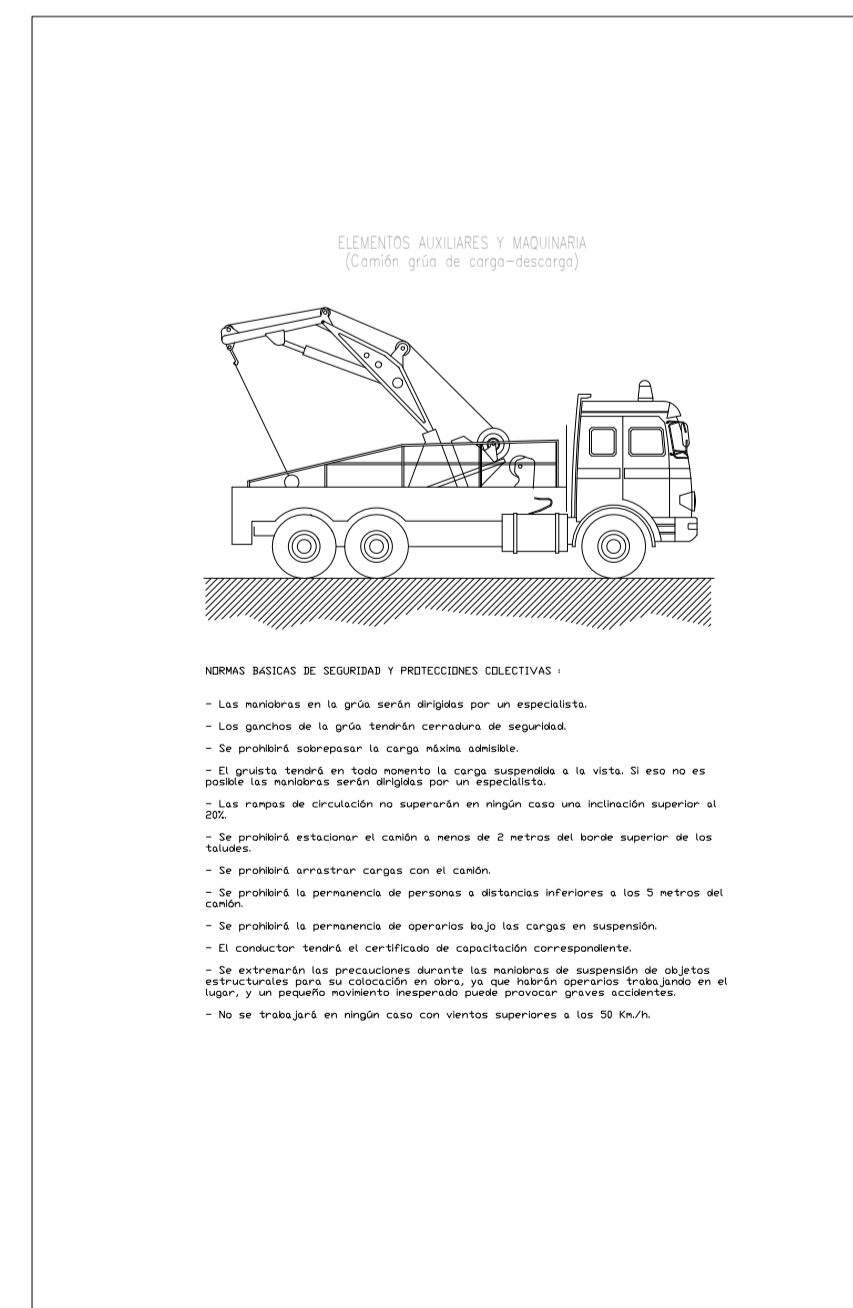 ELEMENTOS AUXILIARES Y MAQUINARIA
(Camión grúa de carga-descarga)
NORMAS BÁSICAS DE SEGURIDAD Y PROTECCIONES COLECTIVAS :
- Las maniobras en la grúa serán dirigidas por un especialista.
- Los ganchos de la grúa tendrán cerradura de seguridad.
- Se prohibirá sobrepasar la carga máxima admisible.
- El gruista tendrá en todo momento la carga suspendida a la vista. Si eso no es
posible las maniobras serán dirigidas por un especialista.
- Las rampas de circulación no superarán en ningún caso una inclinación superior al
20%.
- Se prohibirá estacionar el camión a menos de 2 metros del borde superior de los
taludes.
- Se prohibirá arrastrar cargas con el camión.
- Se prohibirá la permanencia de personas a distancias inferiores a los 5 metros del
camión.
- Se prohibirá la permanencia de operarios bajo las cargas en suspensión.
- El conductor tendrá el certificado de capacitación correspondiente.
- Se extremarán las precauciones durante las maniobras de suspensión de objetos
estructurales para su colocación en obra, ya que habrán operarios trabajando en el
lugar, y un pequeño movimiento inesperado puede provocar graves accidentes.
- No se trabajará en ningún caso con vientos superiores a los 50 Km./h.